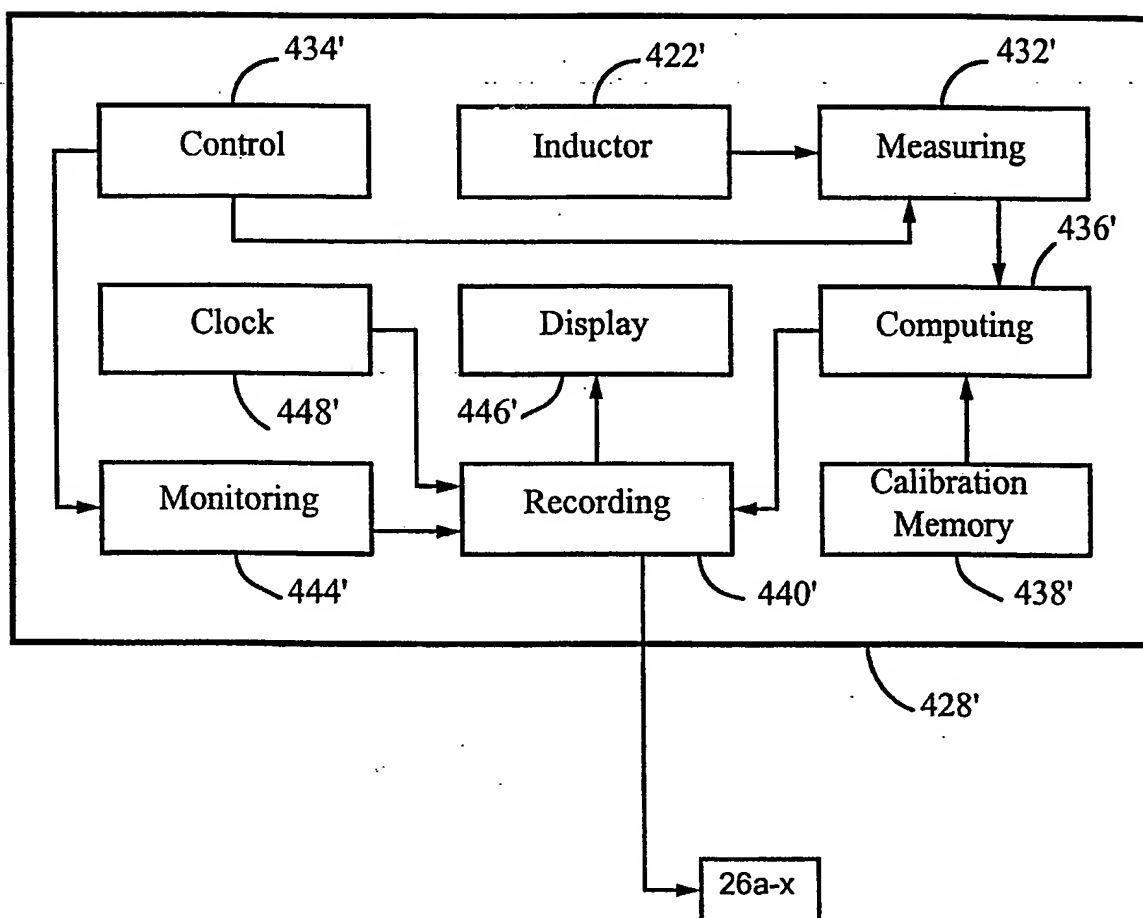 434'
422'
432'
Control
Inductor
Measuring
436'
Clock
Display
Computing
448'
446'
Monitoring
Recording
Calibration
Memory
444'
440'
438'
428'
26a-x